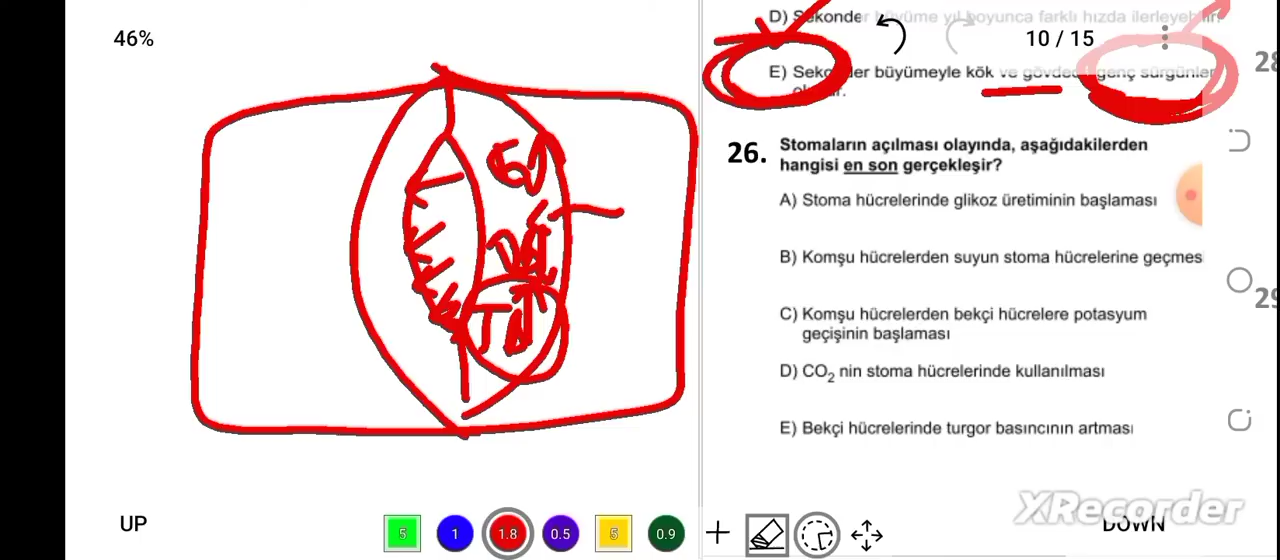 46%
D) Sekonder büyüme yıl boyunca farklı hızda ilerleyebilir.
10 / 15
E) Sekonder büyümeyle kök ve gövdede genç sürgünler
28
26. Stomaların açılması olayında, aşağıdakilerden
hangisi en son gerçekleşir?
A) Stoma hücrelerinde glikoz üretiminin başlaması
B) Komşu hücrelerden suyun stoma hücrelerine geçmes
29
C) Komşu hücrelerden bekçi hücrelere potasyum
geçişinin başlaması
D) CO₂ nin stoma hücrelerinde kullanılması
E) Bekçi hücrelerinde turgor basıncının artması
XRecorder
UP
5
1
1.8
0.5
5
0.9
DOWN